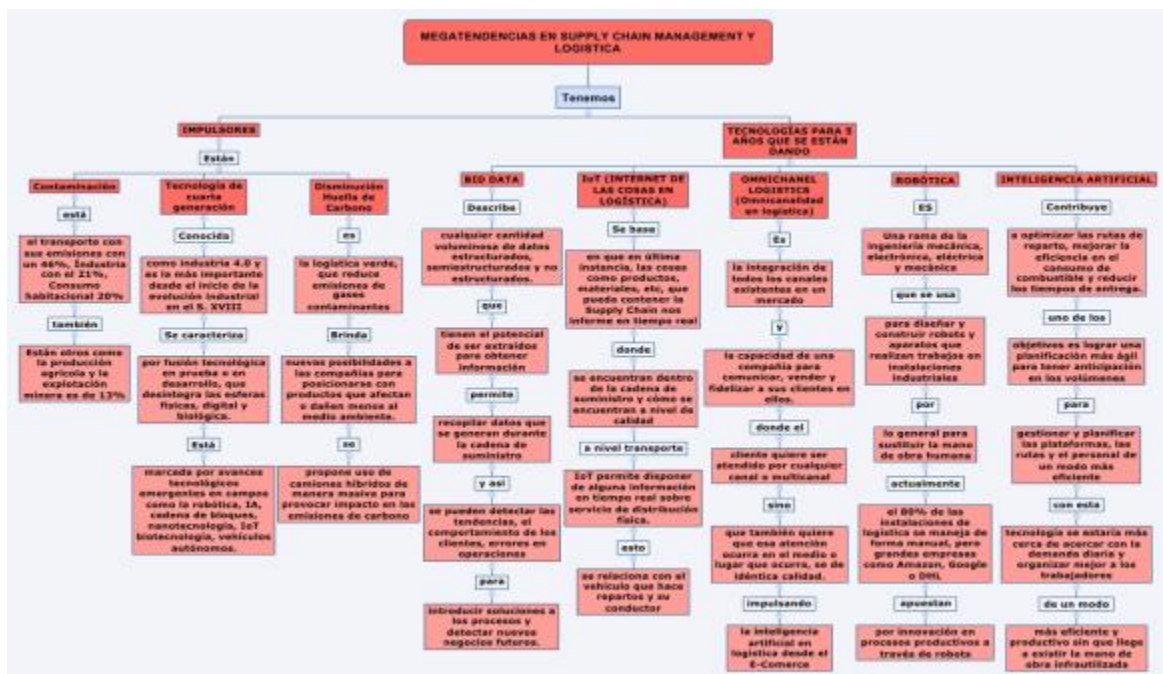 MEGATENDENCIAS EN SUPPLY CHAIN MANAGEMENT Y
LOGISTICA
Tenemos
IMPULSORES
Están
Contaminación
está
el transporte con
sus emisiones con
un 46%, Industria
con el 21%,
Consumo
habitacional 20%
también
Están otros como
la producción
agrícola y la
explotación
minera es de 13%
Tecnología de
cuarta
generación
Conocida
como industria 4.0 y
es la más importante
desde el inicio de la
evolución industrial
en el S. XVIII
Se caracteriza
por fusión tecnológica
en prueba o en
desarrollo, que
desintegra las esferas
físicas, digital y
biológica.
Está
marcada por avances
tecnológicos
emergentes en campos
como la robótica, IA,
cadena de bloques,
nanotecnología, IoT
biotecnología, vehículos
autónomos.
Disminución
Huella de
Carbono
es
la logística verde,
que reduce
emisiones de
gases
contaminantes
Brinda
nuevas posibilidades a
las compañías para
posicionarse con
productos que afectan
o dañen menos al
medio ambiente.
se
propone uso de
camiones híbridos de
manera masiva para
provocar impacto en las
emisiones de carbono
TECNOLOGÍAS PARA 5
AÑOS QUE SE ESTÁN
DANDO
BID DATA
Describe
cualquier cantidad
voluminosa de datos
estructurados,
semiestructurados y no
estructurados.
que
tienen el potencial
de ser extraídos
para obtener
información
permite
recopilar datos que
se generan durante
la cadena de
suministro
y así
se pueden detectar las
tendencias, el
comportamiento de los
clientes, errores en
operaciones
para
introducir soluciones a
los procesos y
detectar nuevos
negocios futuros.
IoT (INTERNET DE
LAS COSAS EN
LOGÍSTICA)
Se base
en que en última
instancia, las cosas
como productos,
materiales, etc, que
pueda contener la
Supply Chain nos
informe en tiempo real
donde
se encuentran dentro
de la cadena de
suministro y cómo se
encuentran a nivel de
calidad
a nivel transporte
IoT permite disponer
de alguna información
en tiempo real sobre
servicio de distribución
física.
esto
se relaciona con el
vehículo que hace
repartos y su
conductor
OMNICHANEL
LOGISTICS
(Omnicanalidad
en logística)
Es
la integración de
todos los canales
existentes en un
mercado
y
la capacidad de una
compañía para
comunicar, vender y
fidelizar a sus clientes en
ellos.
donde el
cliente quiere ser
atendido por cualquier
canal o multicanal
sino
que también quiere
que esa atención
ocurra en el medio o
lugar que ocurra, se de
idéntica calidad.
impulsando
la inteligencia
artificial en
logística desde el
E-Comerce
ROBÓTICA
ES
Una rama de la
ingeniería mecánica,
electrónica, eléctrica
y mecánica
que se usa
para diseñar y
construir robots y
aparatos que
realizan trabajos en
instalaciones
industriales
por
lo general para
sustituir la mano
de obra humana
actualmente
el 80% de las
instalaciones de
logística se maneja
de forma manual, pero
grandes empresas
como Amazon, Google
o DHL
apuestan
por innovación en
procesos productivos a
través de robots
INTELIGENCIA ARTIFICIAL
Contribuye
a optimizar las rutas de
reparto, mejorar la
eficiencia en el
consumo de
combustible y reducir
los tiempos de entrega.
uno de los
objetivos es lograr una
planificación más ágil
para tener anticipación
en los volúmenes
para
gestioner y planificar
las plataformas, las
rutas y el personal de
un modo más
eficiente
con esta
tecnología se estaría más
cerca de acercar con la
demanda diaria y
organizar mejor a los
trabajadores
de un modo
más eficiente y
productivo sin que llege
a existir la mano de
obra infrautilizada